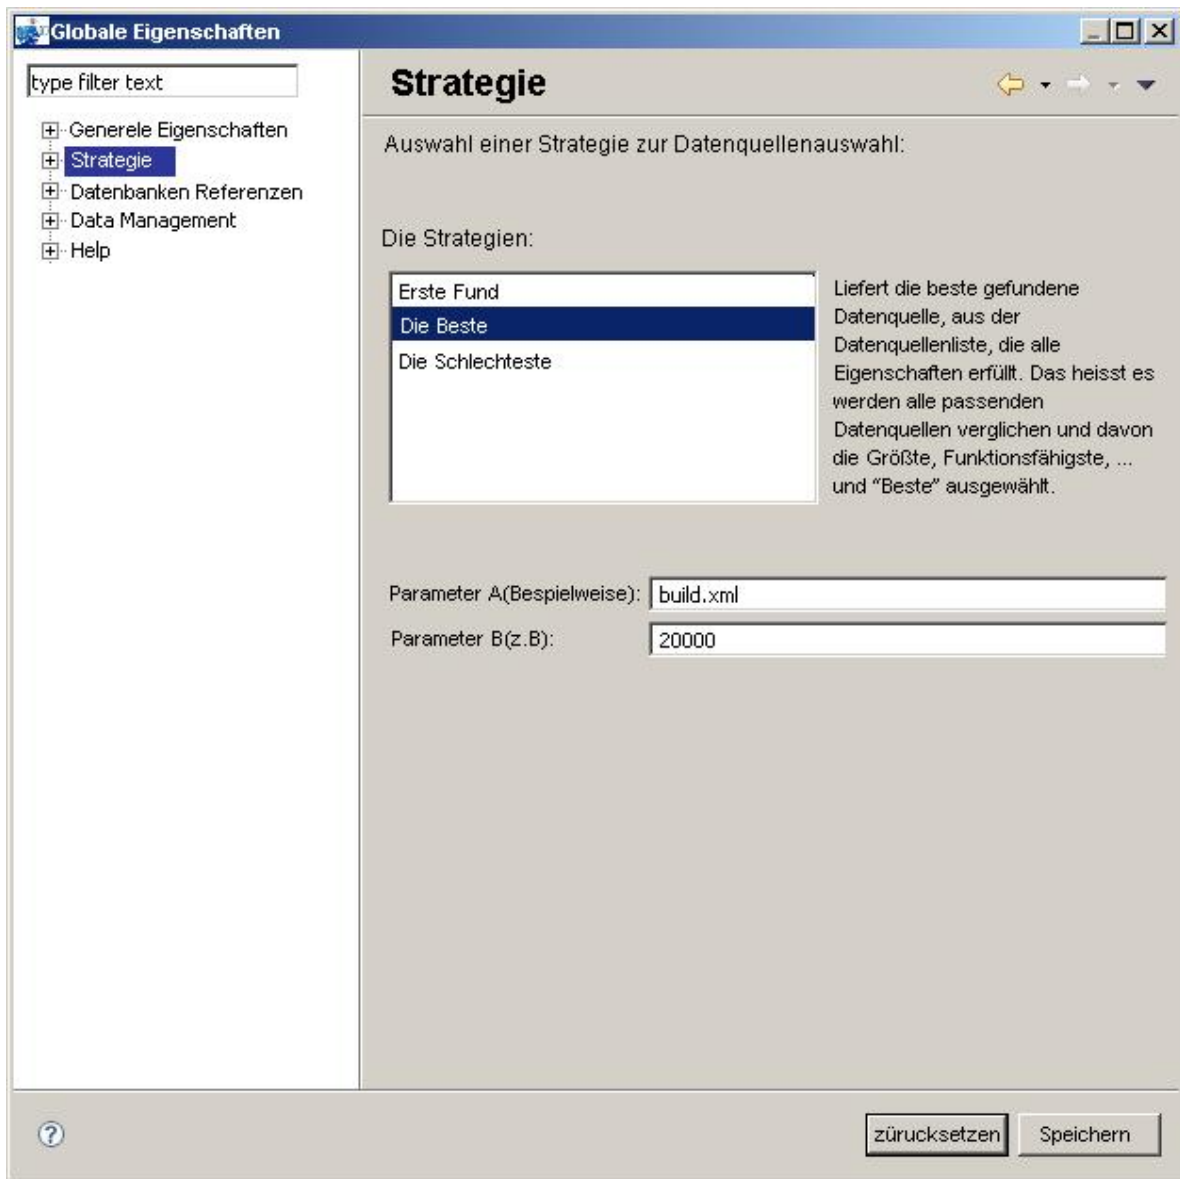 Globale Eigenschaften
type filter text
Generele Eigenschaften
Strategie
Datenbanken Referenzen
Data Management
Help
Strategie
Auswahl einer Strategie zur Datenquellenauswahl:
Die Strategien:
Erste Fund
Die Beste
Die Schlechteste
Liefert die beste gefundene
Datenquelle, aus der
Datenquellenliste, die alle
Eigenschaften erfüllt. Das heisst es
werden alle passenden
Datenquellen verglichen und davon
die Größte, Funktionsfähigste, ...
und “Beste” ausgewählt.
Parameter A(Bespielweise): build.xml
Parameter B(z.B): 20000
?
zürucksetzen Speichern